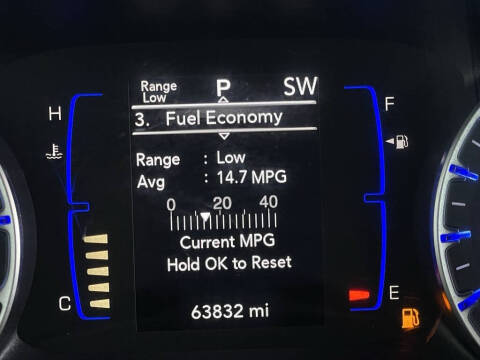 Range
Low
P
SW
H
3. Fuel Economy
F
Range : Low
Avg : 14.7 MPG
0 20 40
Current MPG
Hold OK to Reset
C
E
63832 mi